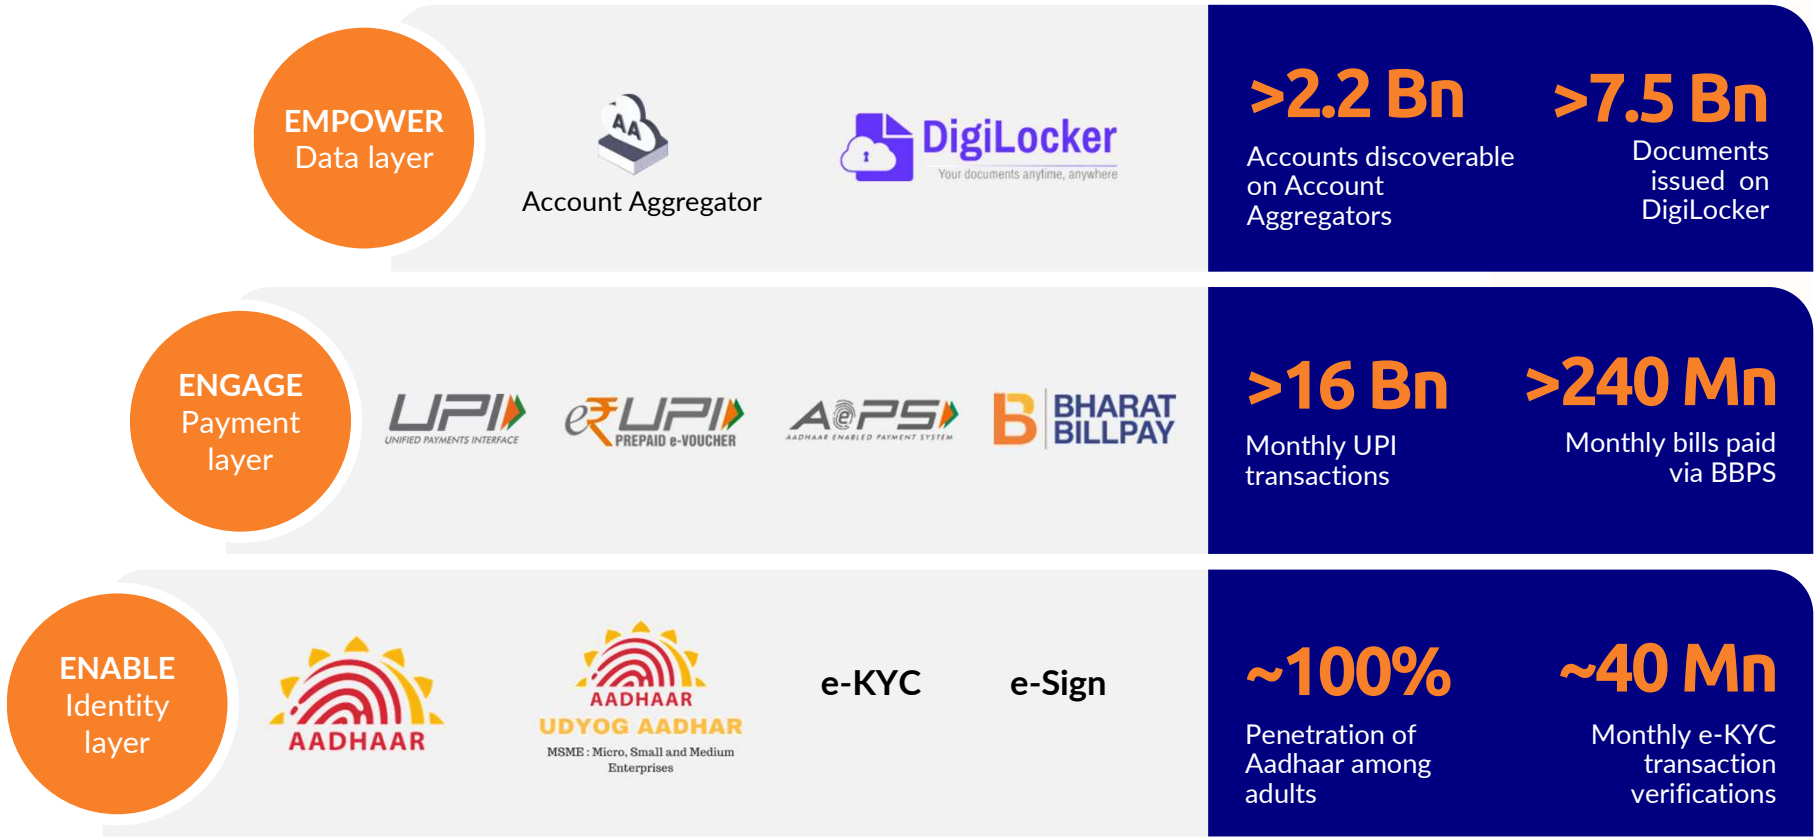 EMPOWER
Data layer
AA
Account Aggregator
DigiLocker
Your documents anytime, anywhere
>2.2 Bn
Accounts discoverable
on Account
Aggregators
>7.5 Bn
Documents
issued on
DigiLocker
ENGAGE
Payment
layer
UPI
UNIFIED PAYMENTS INTERFACE
e₹UPI
PREPAID e-VOUCHER
AePS
AADHAAR ENABLED PAYMENT SYSTEM
B
BHARAT
BILLPAY
>16 Bn
Monthly UPI
transactions
>240 Mn
Monthly bills paid
via BBPS
ENABLE
Identity
layer
AADHAAR
AADHAAR
UDYOG AADHAR
MSME : Micro, Small and Medium
Enterprises
e-KYC
e-Sign
~100%
Penetration of
Aadhaar among
adults
~40 Mn
Monthly e-KYC
transaction
verifications